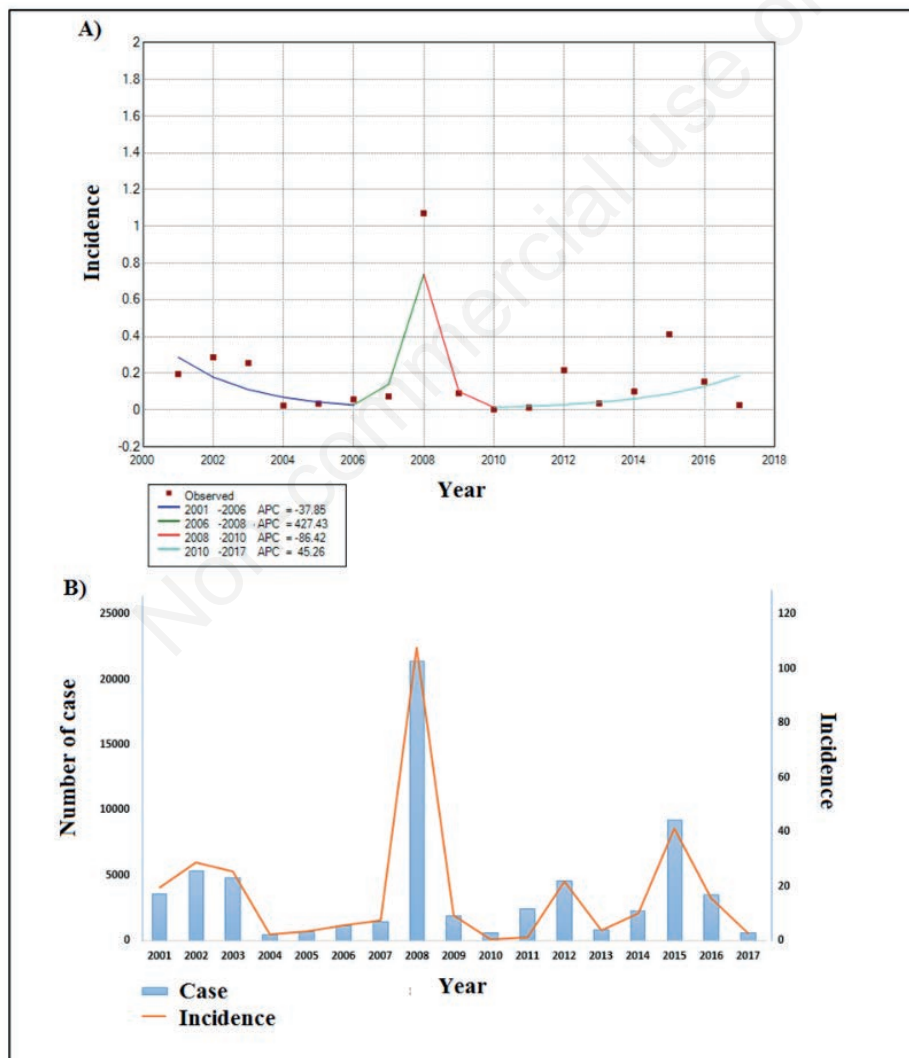 A)
2
1.8
1.6
1.4
1.2
1
0.8
0.6
0.4
0.2
0
-0.2
Incidence
2000 2002 2004 2006 2008 2010 2012 2014 2016 2018
Year
Observed
2001 -2006 APC = -37.85
2006 -2008 APC = 427.43
2008 -2010 APC = -86.42
2010 -2017 APC = 45.26
B)
25000
20000
15000
10000
5000
0
Number of case
120
100
80
60
40
20
0
Incidence
2001 2002 2003 2004 2005 2006 2007 2008 2009 2010 2011 2012 2013 2014 2015 2016 2017
Year
Case
Incidence
Non-commercial use o